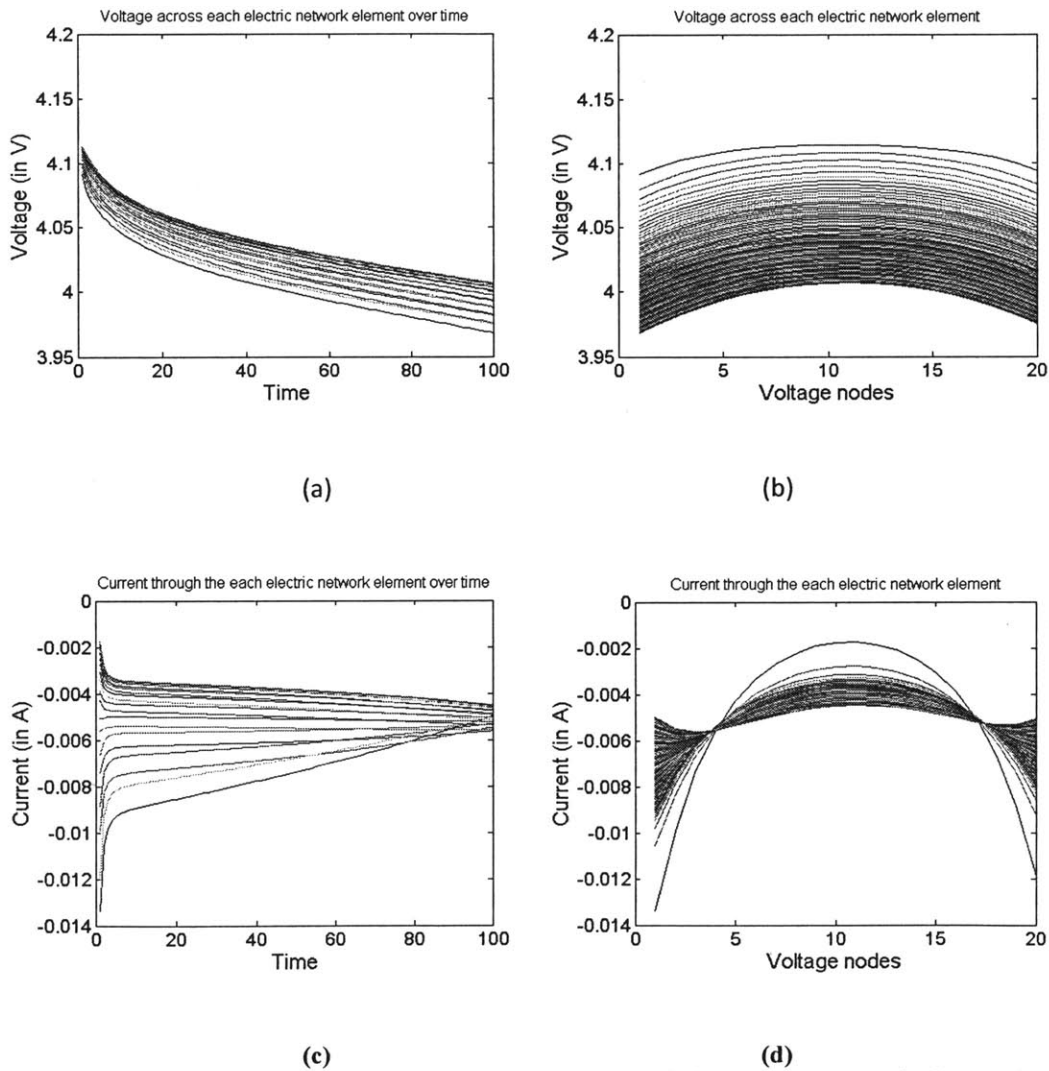 Voltage across each electric network element over time
4.2
4.15
4.1
4.05
4
3.95
Voltage (in V)
0 20 40 60 80 100
Time
(a)
Voltage across each electric network element
4.2
4.15
4.1
4.05
4
3.95
Voltage (in V)
0 5 10 15 20
Voltage nodes
(b)
Current through the each electric network element over time
0
-0.002
-0.004
-0.006
-0.008
-0.01
-0.012
-0.014
Current (in A)
0 20 40 60 80 100
Time
(c)
Current through the each electric network element
0
-0.002
-0.004
-0.006
-0.008
-0.01
-0.012
-0.014
Current (in A)
0 5 10 15 20
Voltage nodes
(d)